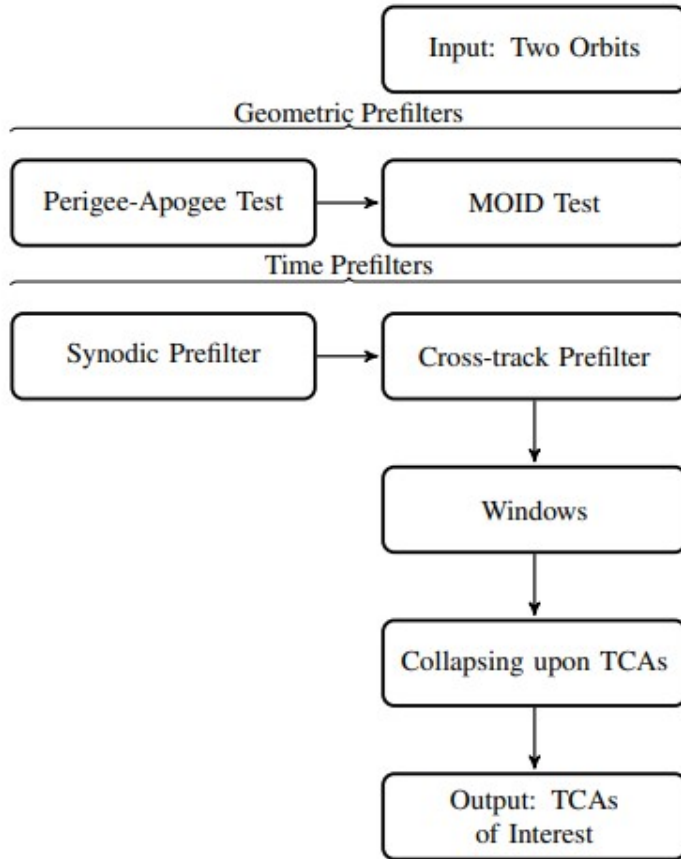 Input: Two Orbits
Geometric Prefilters
Perigee-Apogee Test
MOID Test
Time Prefilters
Synodic Prefilter
Cross-track Prefilter
Windows
Collapsing upon TCAs
Output: TCAs
of Interest